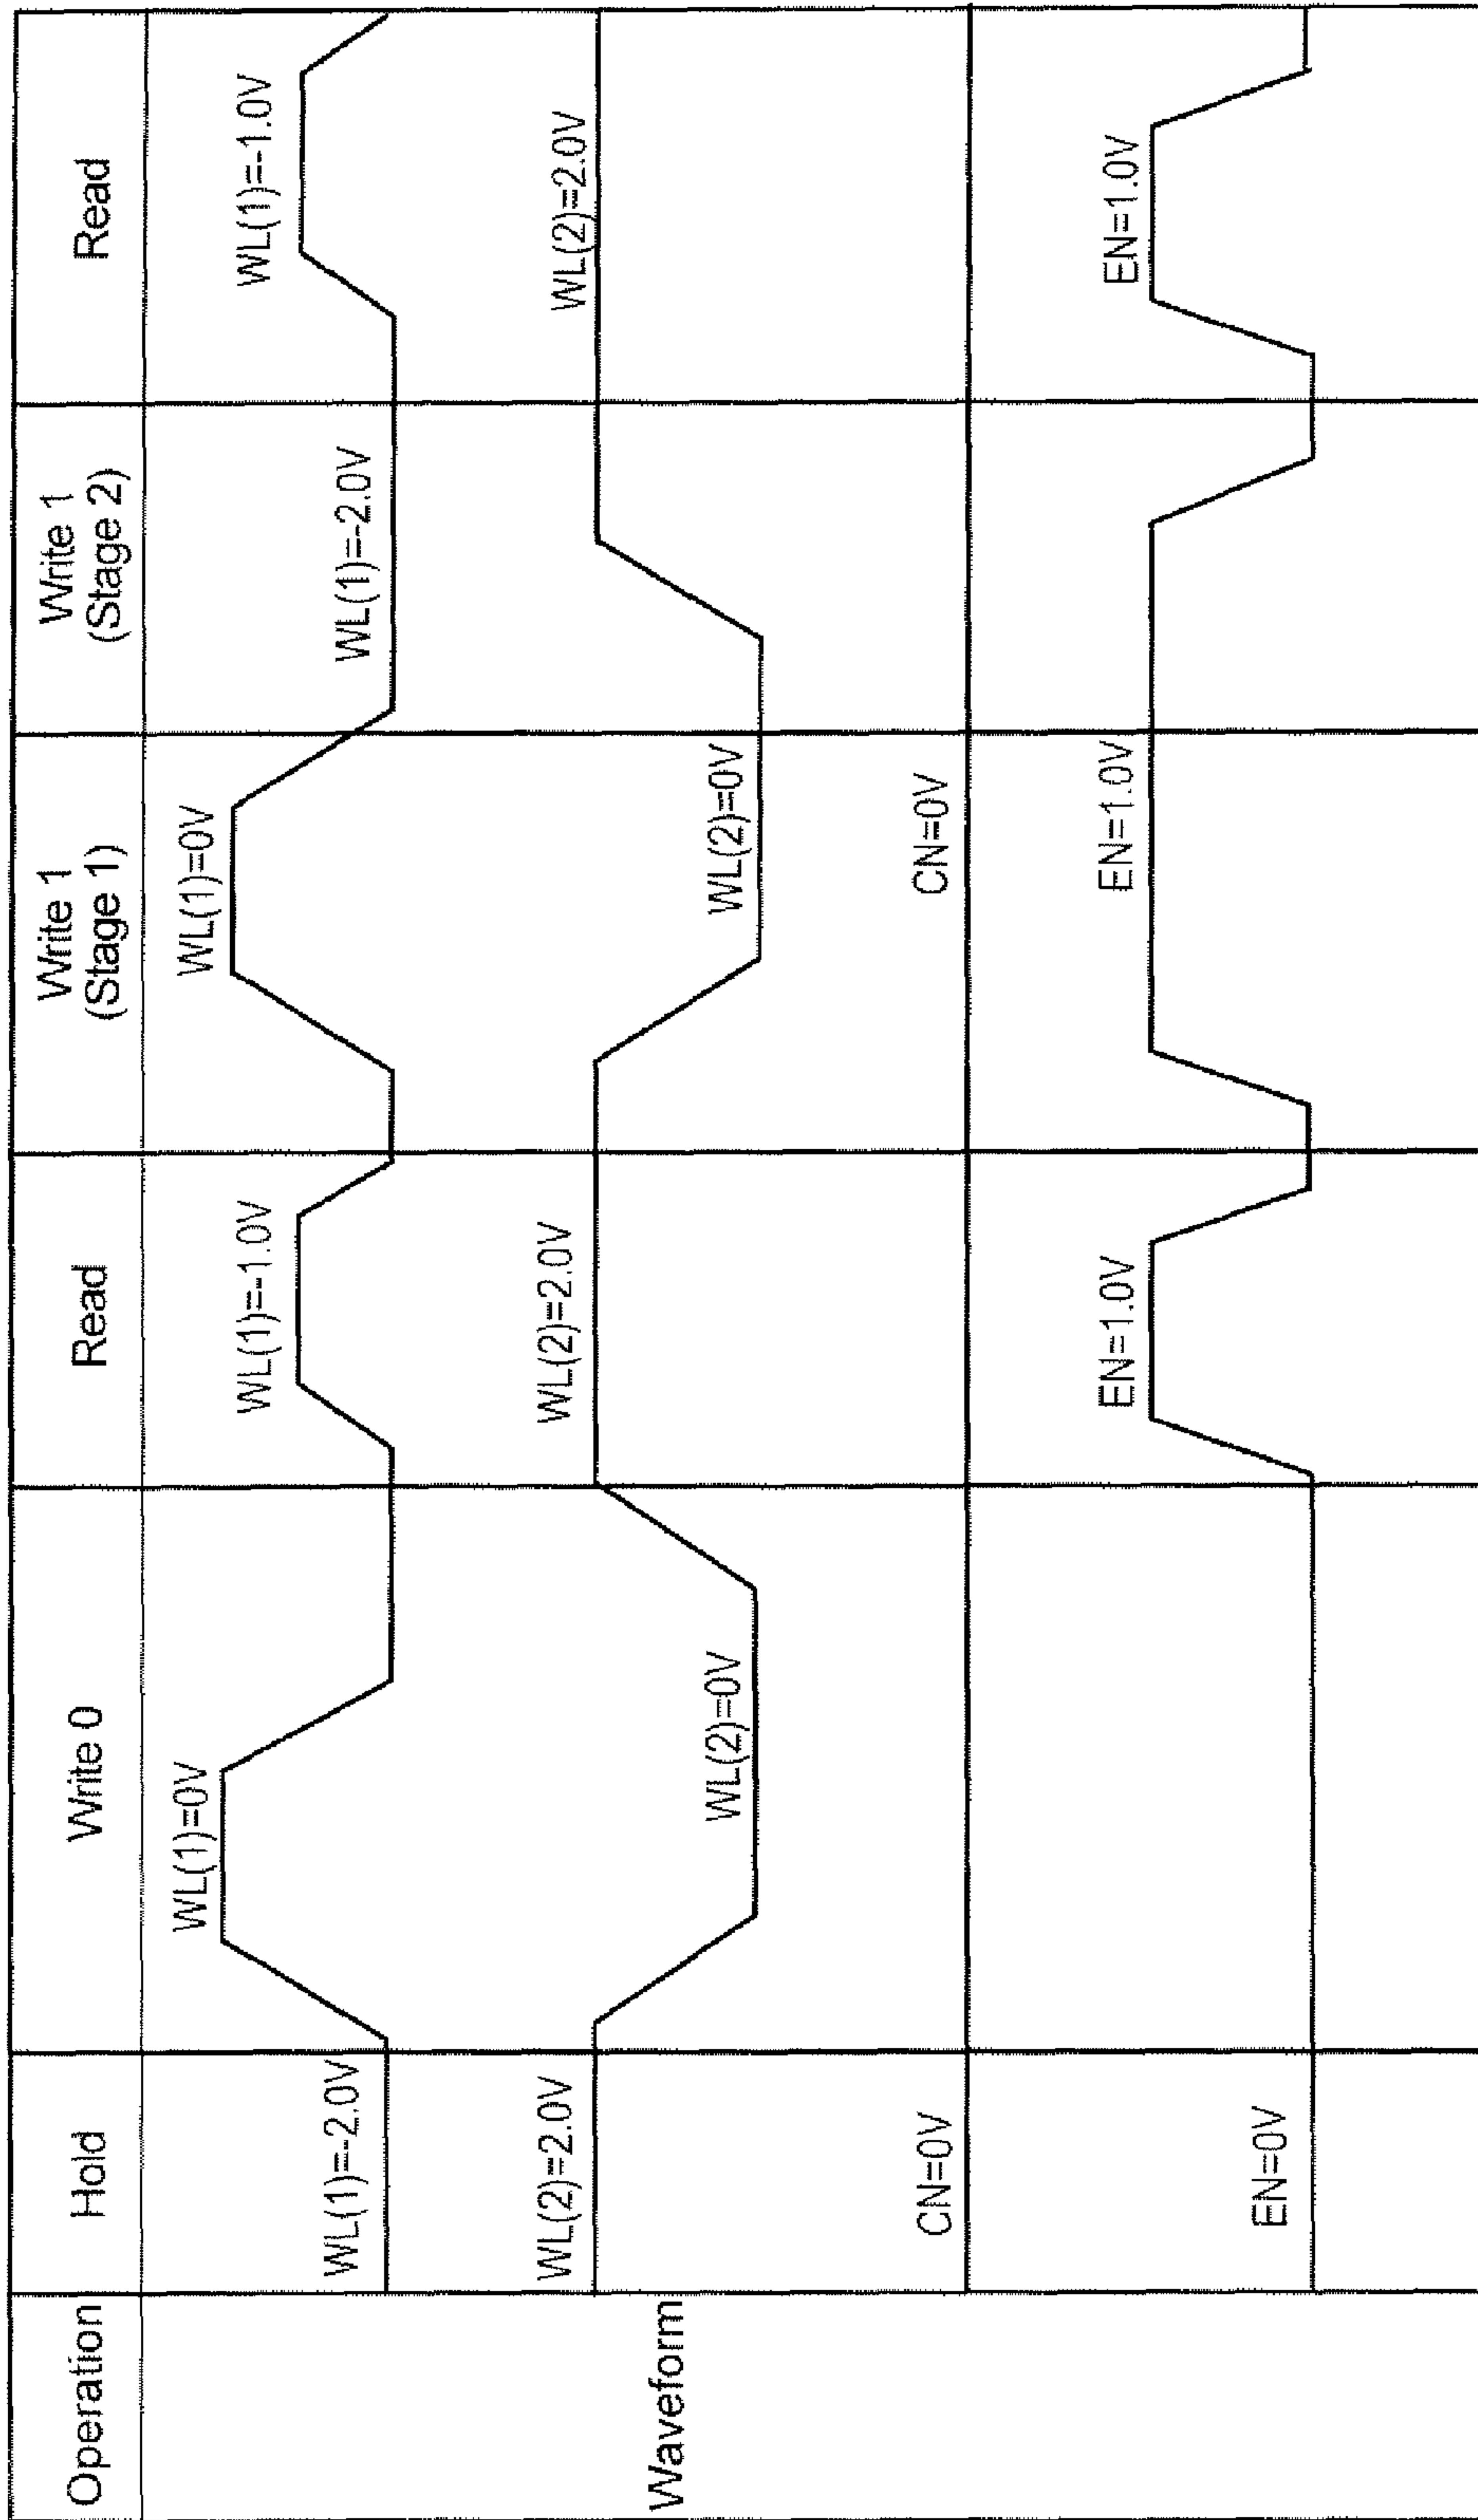 Operation
Hold
Write 0
Read
Write 1
(Stage 1)
Write 1
(Stage 2)
Read
Waveform
WL(1)=-2.0V
WL(1)=0V
WL(1)=-1.0V
WL(1)=0V
WL(1)=-2.0V
WL(1)=-1.0V
WL(2)=2.0V
WL(2)=0V
WL(2)=2.0V
WL(2)=0V
WL(2)=2.0V
CN=0V
CN=0V
EN=0V
EN=1.0V
EN=1.0V
EN=1.0V